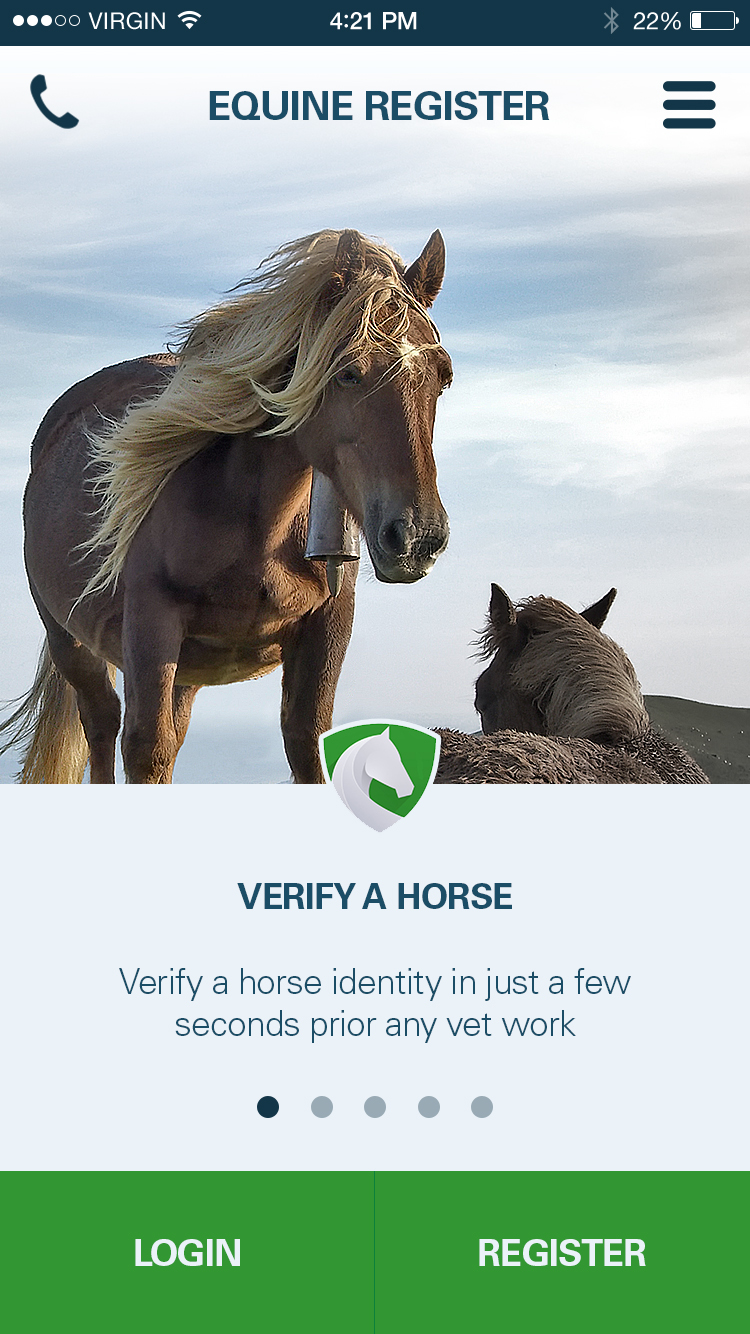 VIRGIN 4:21 PM 22%
EQUINE REGISTER
VERIFY A HORSE
Verify a horse identity in just a few
seconds prior any vet work
LOGIN REGISTER